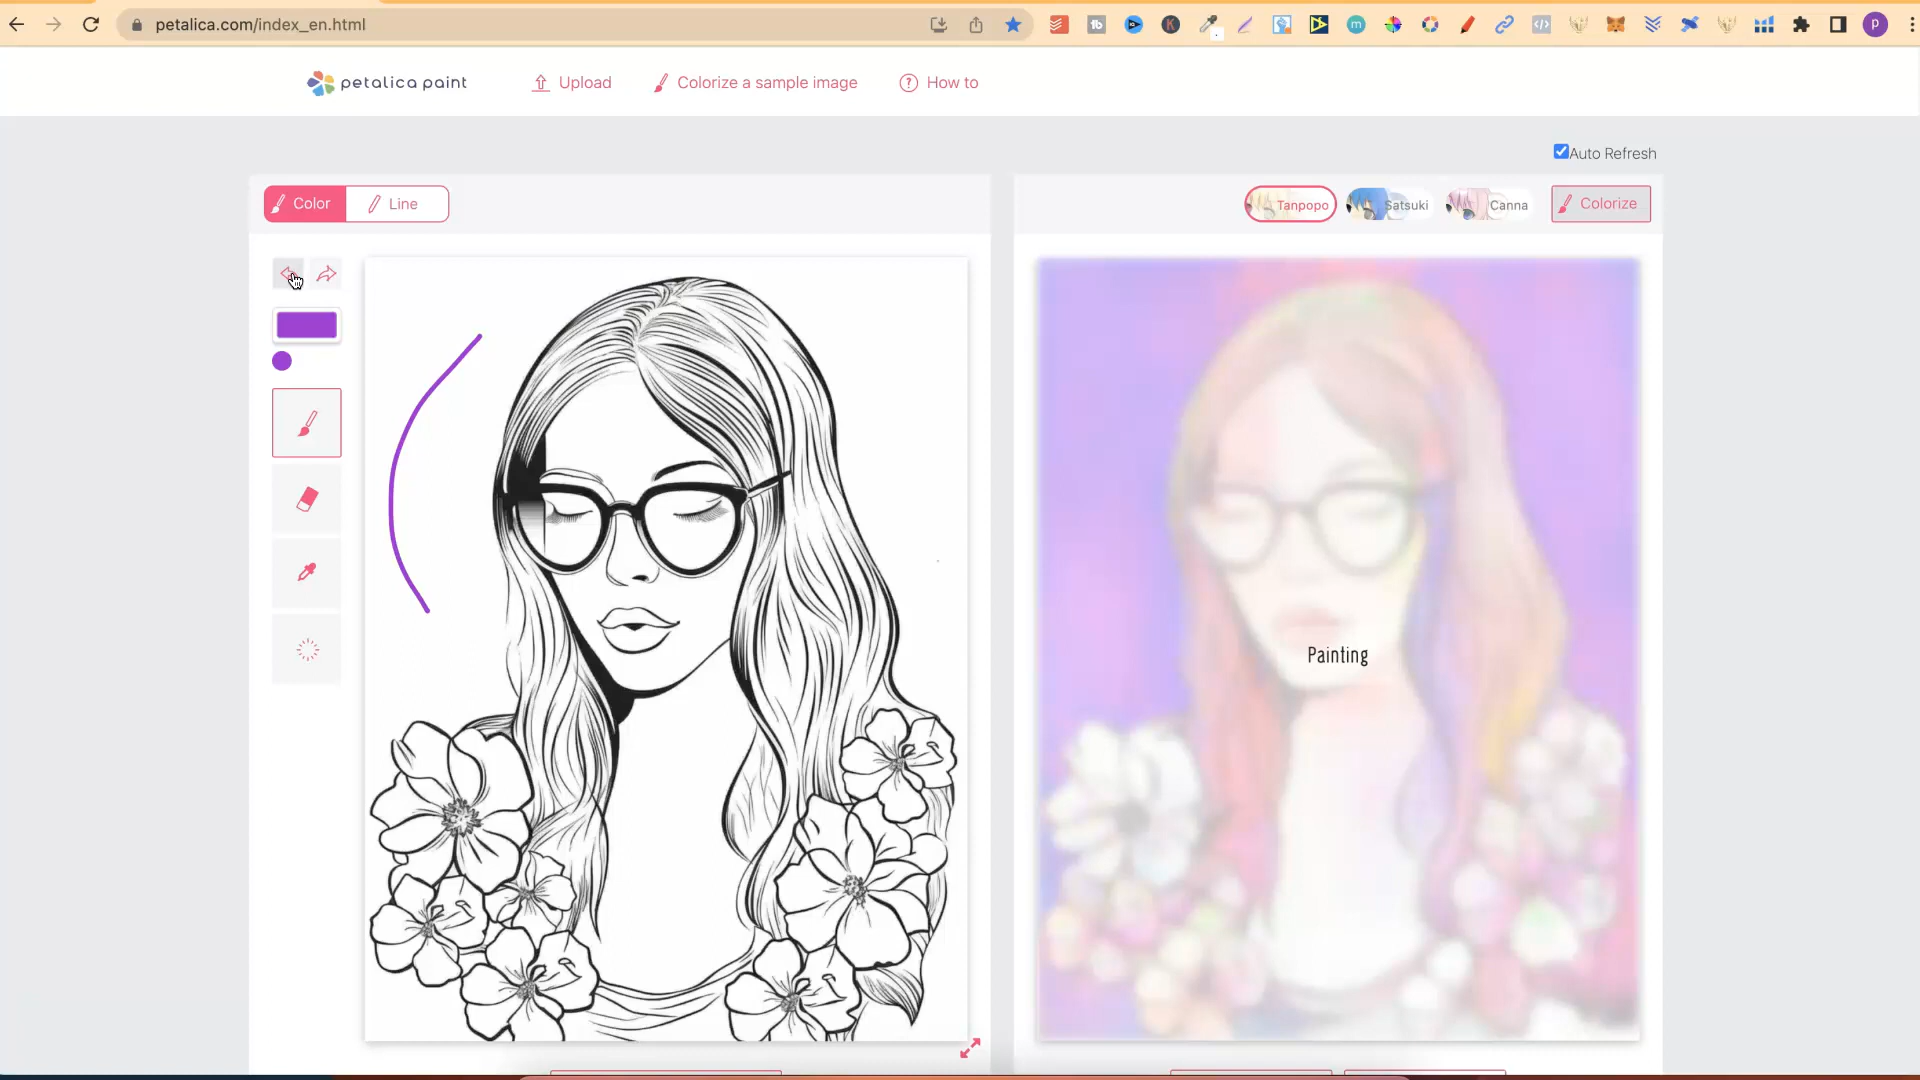 petalica.com/index_en.html
petalica paint
Upload
Colorize a sample image
How to
Auto Refresh
Color
Line
Tanpopo
Satsuki
Canna
Colorize
Painting